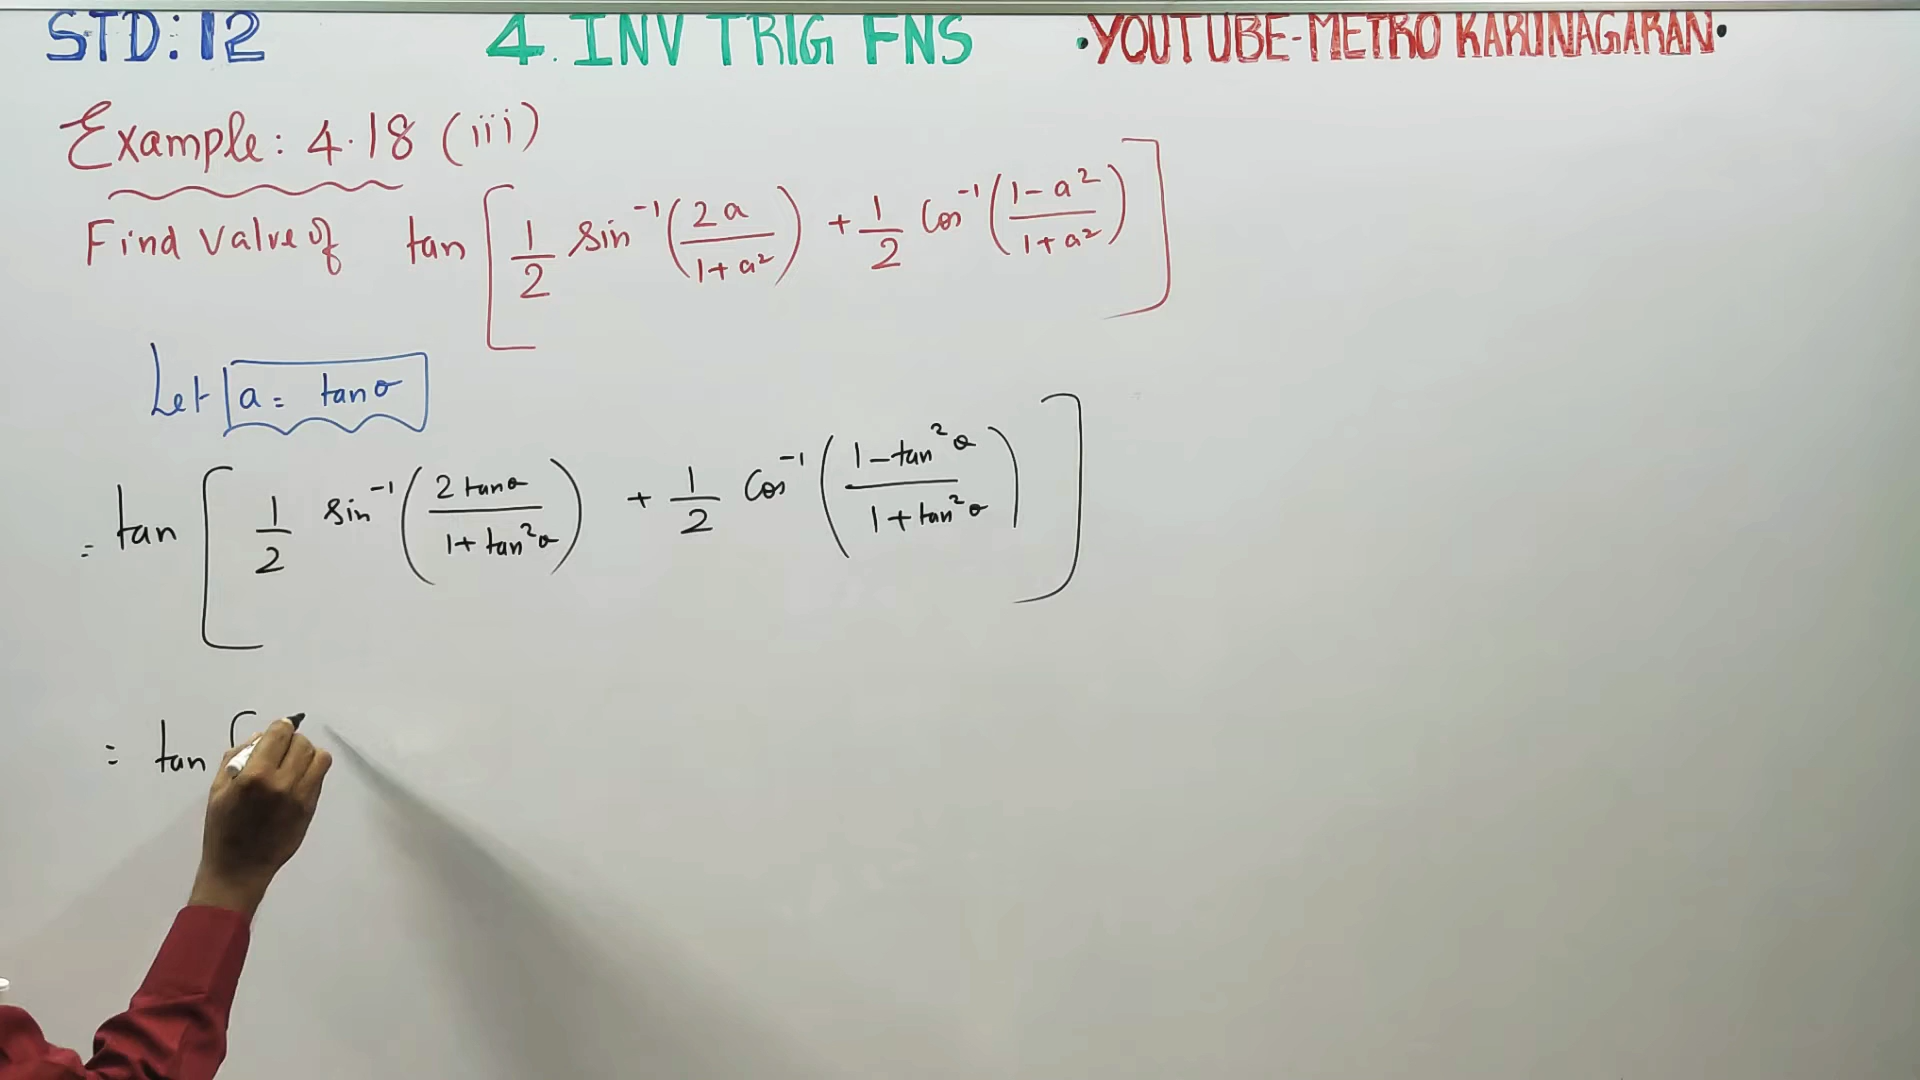 STD: 12 4. INV TRIG FNS •YOUTUBE-METRO KARUNAGARAN•
Example: 4.18 (iii)
Find value of tan [ 1/2 sin⁻¹ ( 2a / 1+a² ) + 1/2 cos⁻¹ ( 1-a² / 1+a² ) ]
Let a = tanθ
= tan [ 1/2 sin⁻¹ ( 2tanθ / 1+tan²θ ) + 1/2 cos⁻¹ ( 1-tan²θ / 1+tan²θ ) ]
= tan [